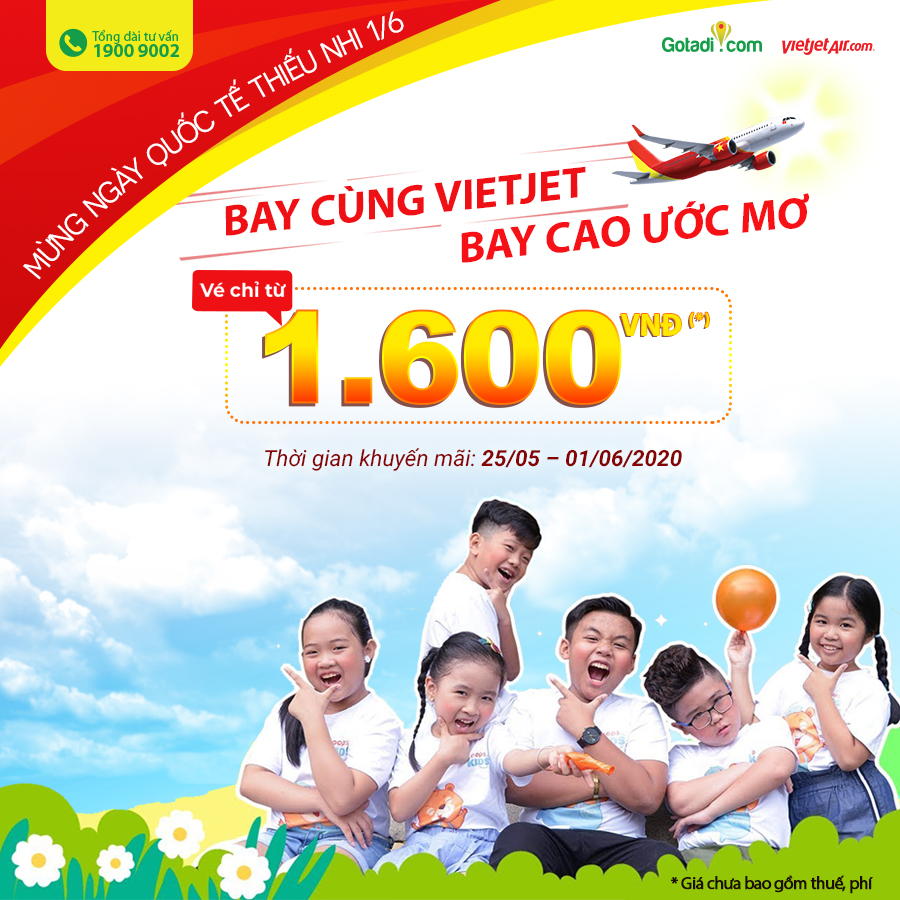 Tổng đài tư vấn
1900 9002
Gotadi.com
vietjetAir.com
MỪNG NGÀY QUỐC TẾ THIẾU NHI 1/6
BAY CÙNG VIETJET
BAY CAO ƯỚC MƠ
Vé chỉ từ
1.600 VNĐ (*)
Thời gian khuyến mãi: 25/05 – 01/06/2020
KIDS
* Giá chưa bao gồm thuế, phí